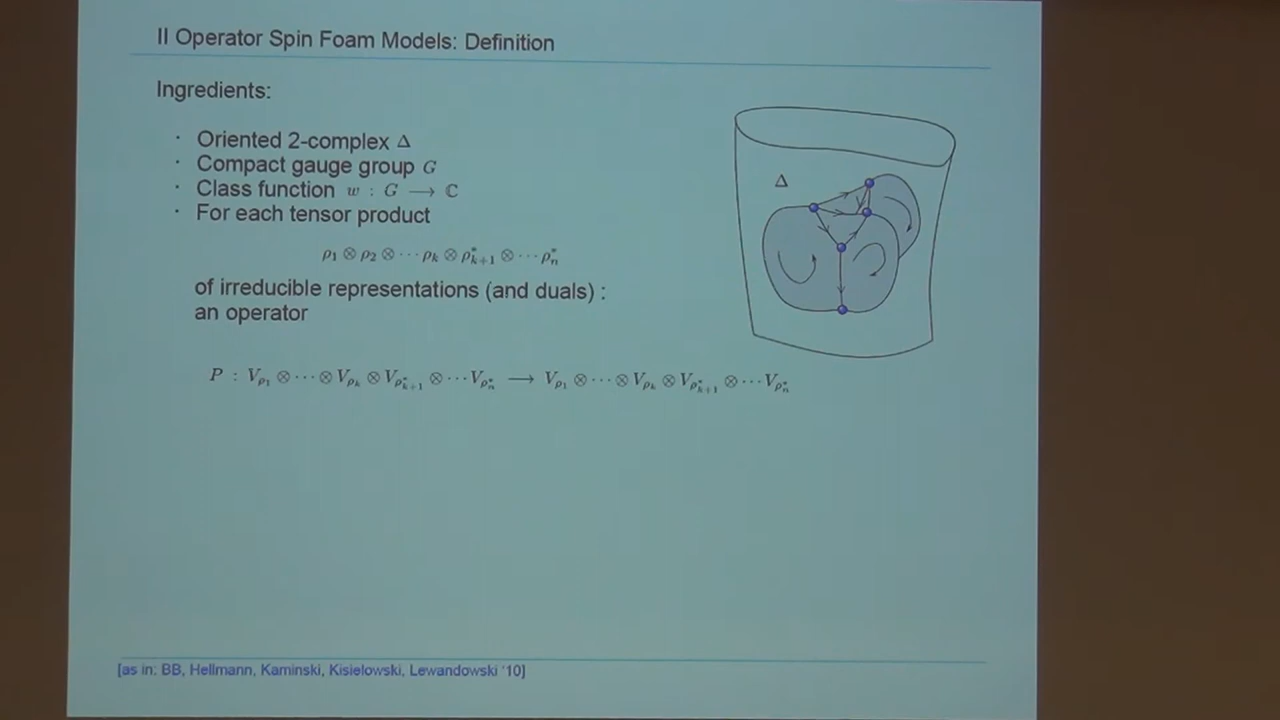 II Operator Spin Foam Models: Definition
Ingredients:
· Oriented 2-complex Δ
· Compact gauge group G
· Class function w : G ⟶ ℂ
· For each tensor product
ρ₁ ⊗ ρ₂ ⊗ ··· ρₖ ⊗ ρ*ₖ₊₁ ⊗ ··· ρ*ₙ
of irreducible representations (and duals) :
an operator
P : V_ρ₁ ⊗ ··· ⊗ V_ρₖ ⊗ V_ρ*ₖ₊₁ ⊗ ··· V_ρ*ₙ ⟶ V_ρ₁ ⊗ ··· ⊗ V_ρₖ ⊗ V_ρ*ₖ₊₁ ⊗ ··· V_ρ*ₙ
Δ
[as in: BB, Hellmann, Kaminski, Kisielowski, Lewandowski '10]